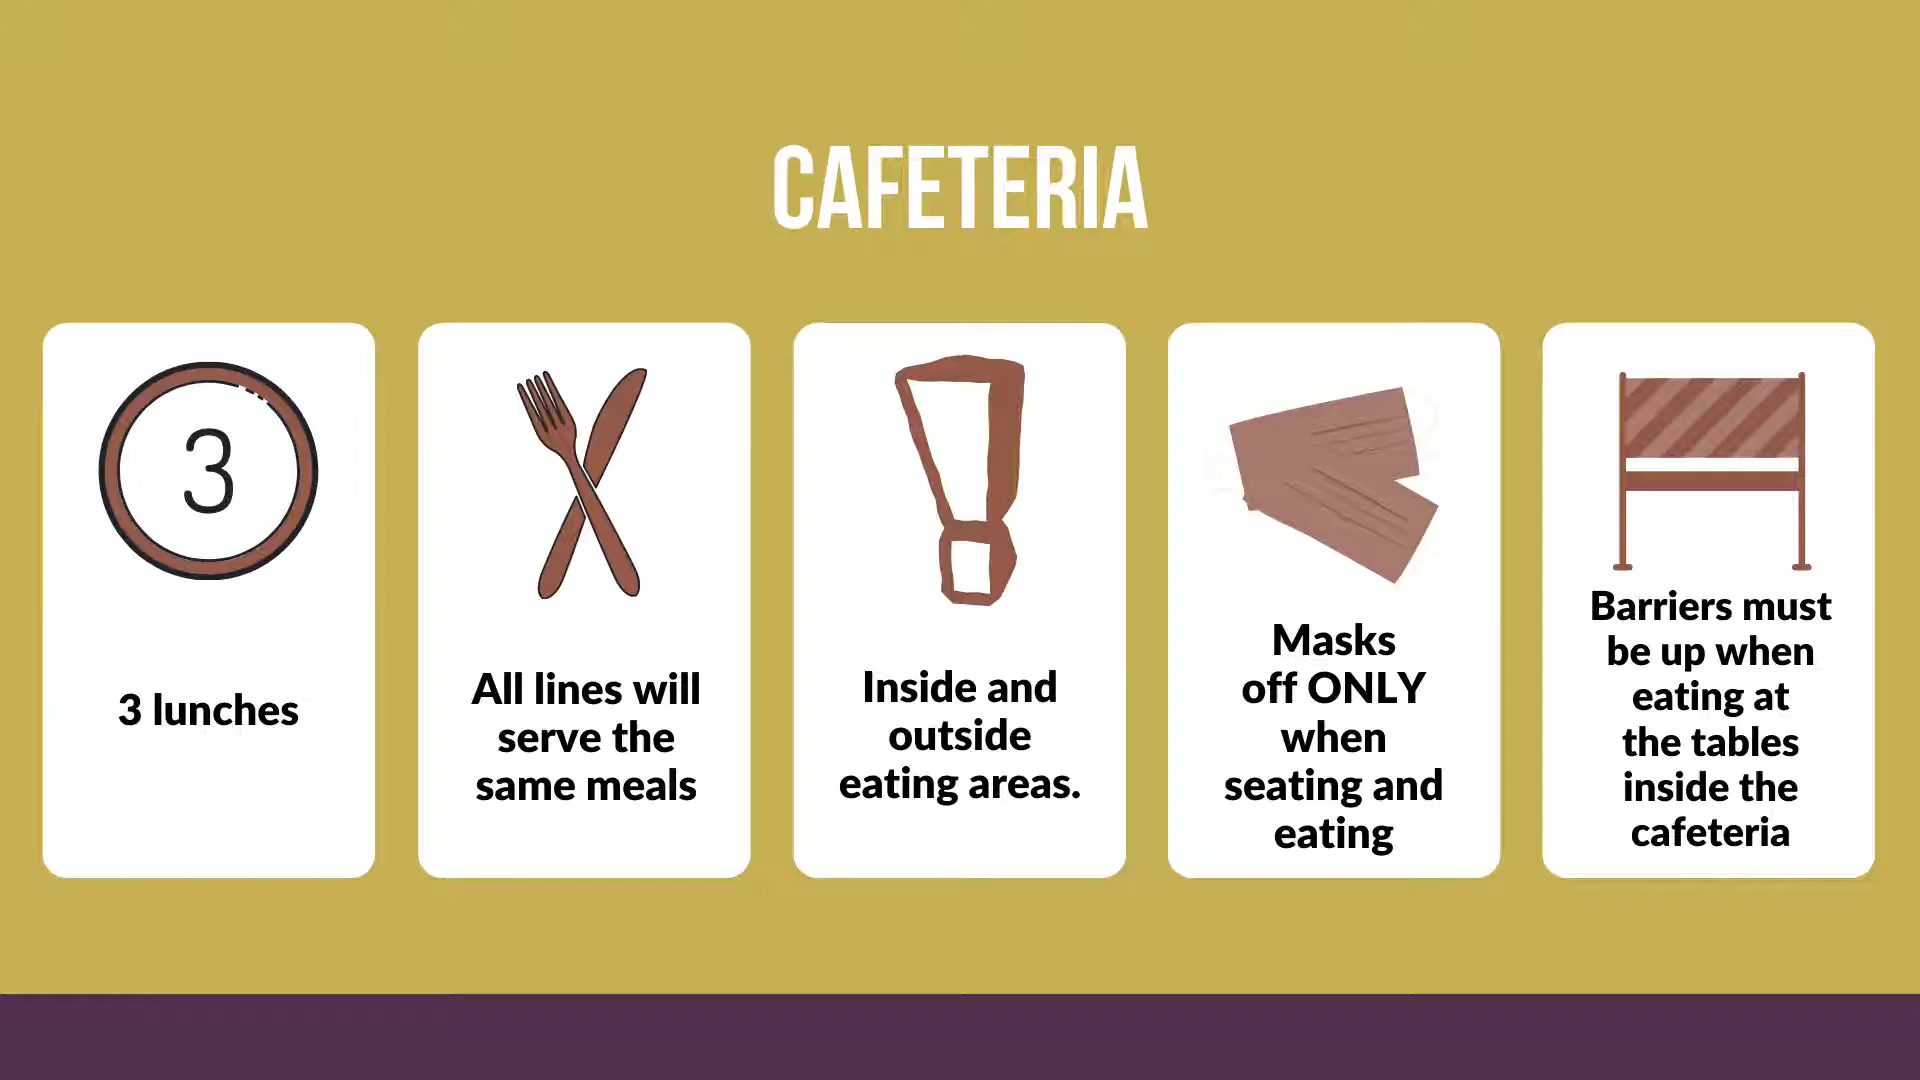 CAFETERIA
3
3 lunches
All lines will
serve the
same meals
Inside and
outside
eating areas.
Masks
off ONLY
when
seating and
eating
Barriers must
be up when
eating at
the tables
inside the
cafeteria